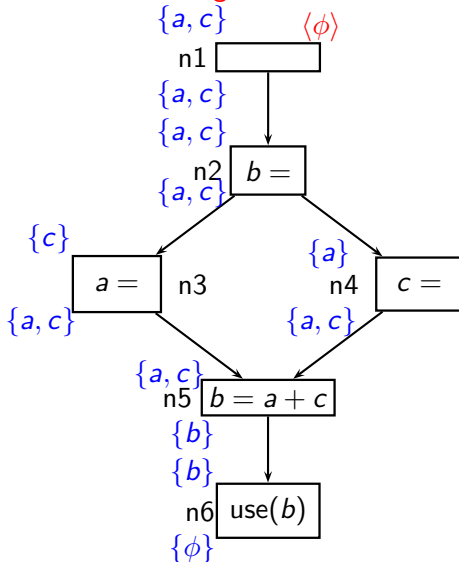 {a, c} ⟨ϕ⟩
n1
{a, c}
{a, c}
n2 b =
{a, c}
{c} {a}
a = n3 n4 c =
{a, c} {a, c}
{a, c}
n5 b = a + c
{b}
{b}
n6 use(b)
{ϕ}